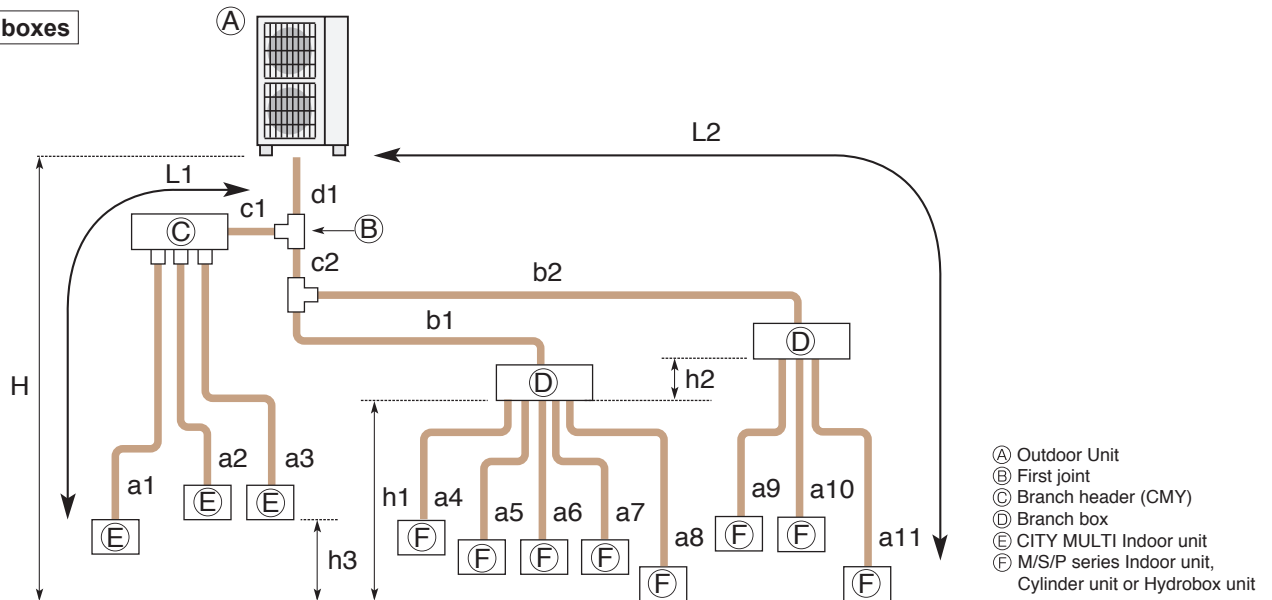 boxes
Ⓐ
L2
L1
d1
c1
Ⓒ
Ⓑ
c2
b2
b1
Ⓓ
H
Ⓓ
h2
a1
a2
a3
h1
a4
a5
a6
a7
a8
a9
a10
a11
Ⓔ
Ⓔ
Ⓔ
h3
Ⓕ
Ⓕ
Ⓕ
Ⓕ
Ⓕ
Ⓕ
Ⓕ
Ⓕ
Ⓐ Outdoor Unit
Ⓑ First joint
Ⓒ Branch header (CMY)
Ⓓ Branch box
Ⓔ CITY MULTI Indoor unit
Ⓕ M/S/P series Indoor unit,
Cylinder unit or Hydrobox unit